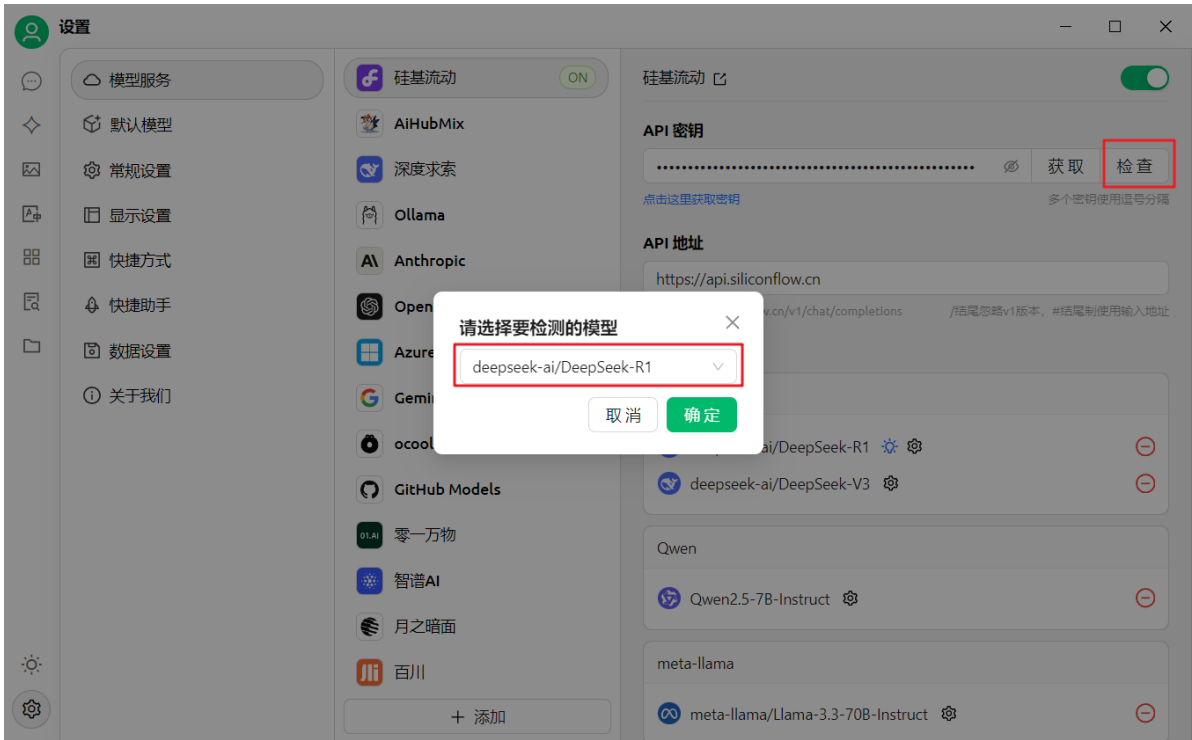 设置
模型服务
默认模型
常规设置
显示设置
快捷方式
快捷助手
数据设置
关于我们
硅基流动 ON
AiHubMix
深度求索
Ollama
Anthropic
Open
Azure
Gemi
ocool
GitHub Models
零一万物
智谱AI
月之暗面
百川
添加
硅基流动
API 密钥
获取 检查
点击这里获取密钥 多个密钥使用逗号分隔
API 地址
https://api.siliconflow.cn
v.cn/v1/chat/completions /结尾忽略v1版本，#结尾制使用输入地址
请选择要检测的模型
deepseek-ai/DeepSeek-R1
取消 确定
ai/DeepSeek-R1
deepseek-ai/DeepSeek-V3
Qwen
Qwen2.5-7B-Instruct
meta-llama
meta-llama/Llama-3.3-70B-Instruct